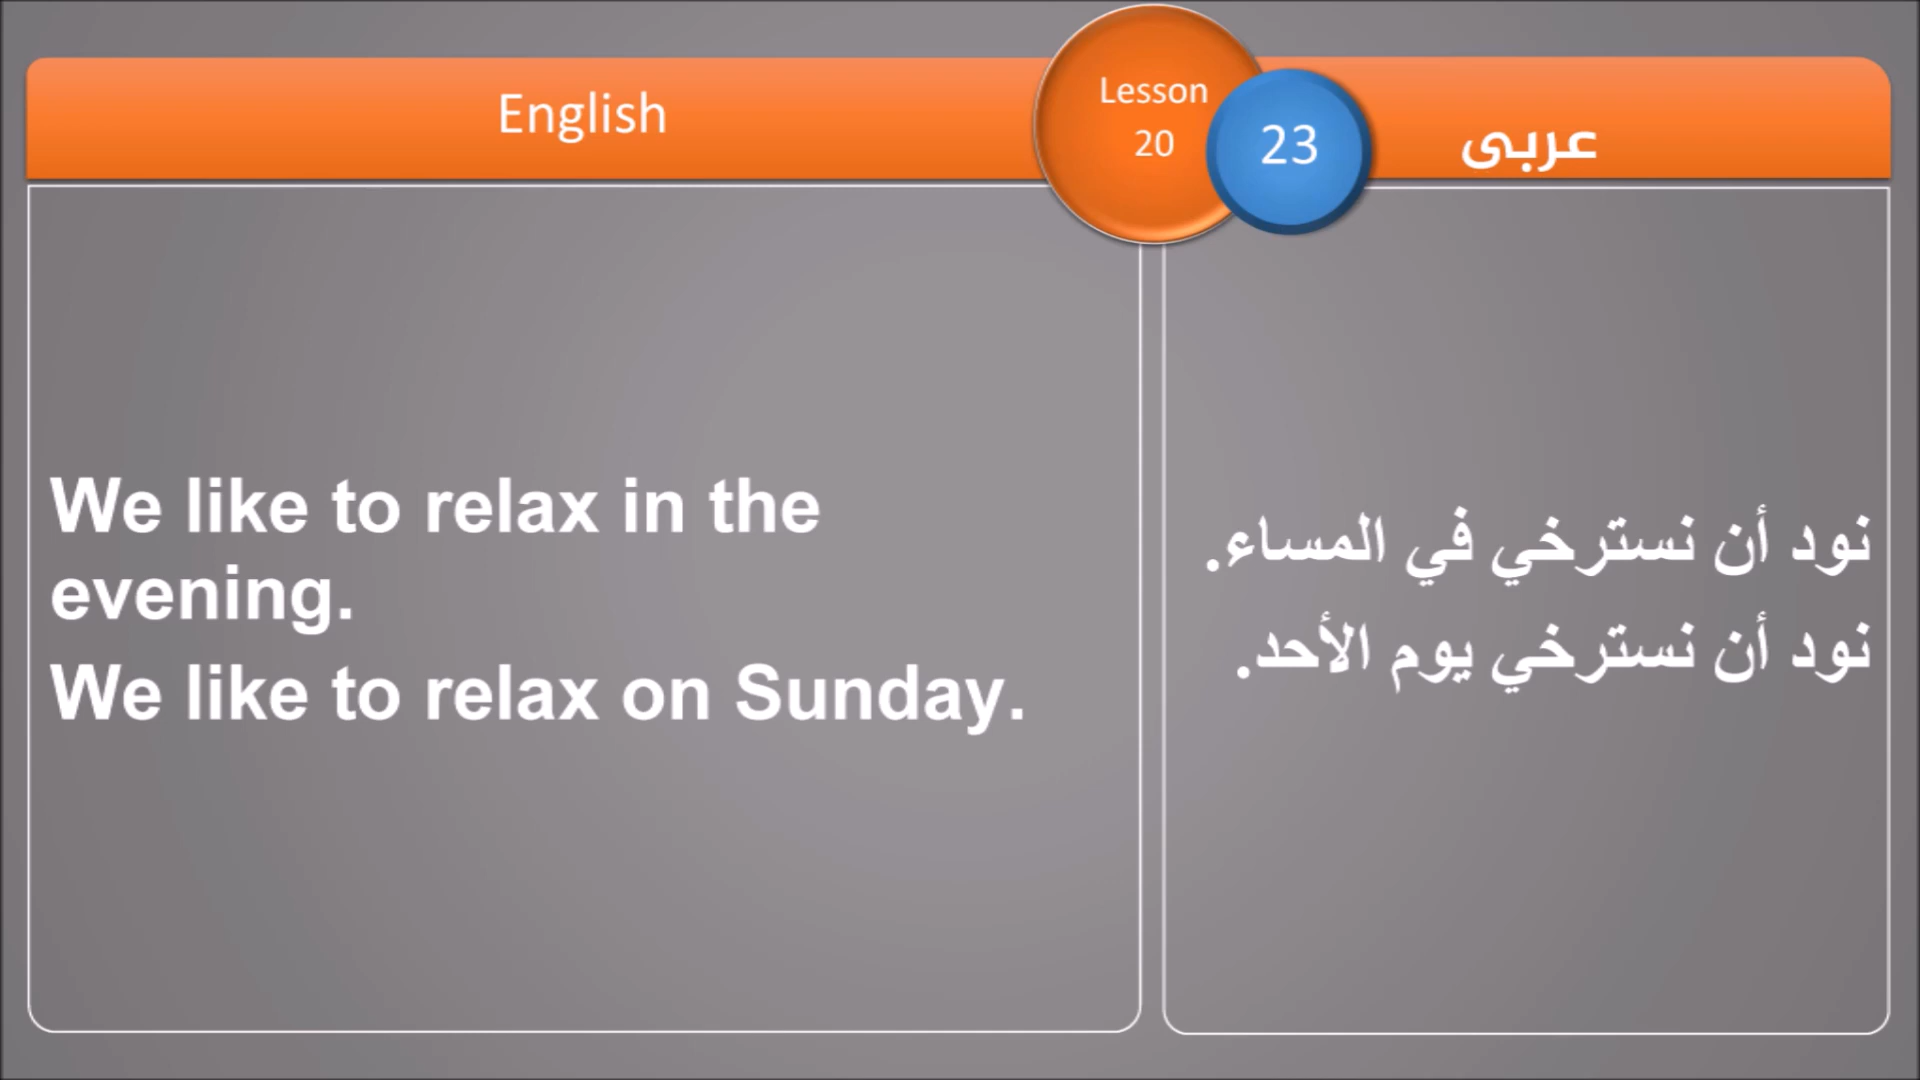 English
Lesson
20
23
عربى
We like to relax in the
evening.
We like to relax on Sunday.
نود أن نسترخي في المساء.
نود أن نسترخي يوم الأحد.